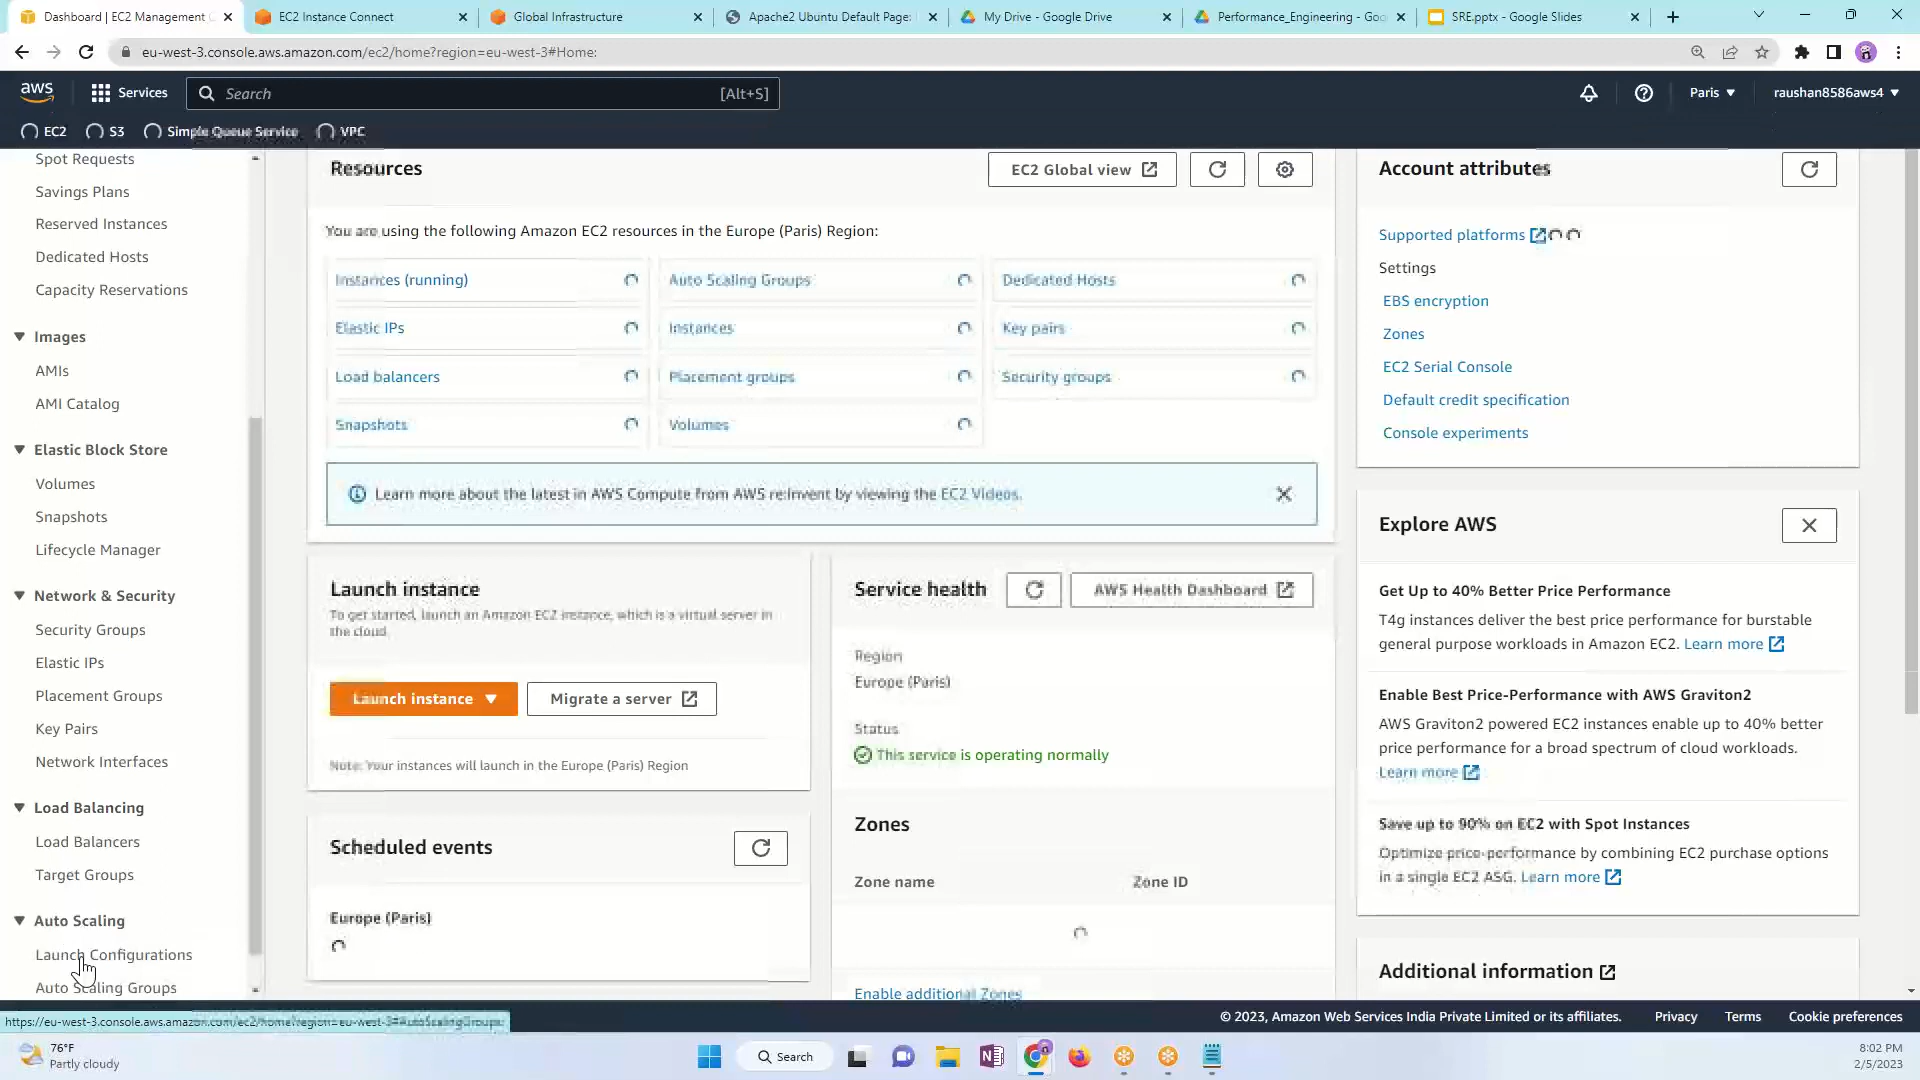 Dashboard | EC2 Management C
EC2 Instance Connect
Global Infrastructure
Apache2 Ubuntu Default Page:
My Drive - Google Drive
Performance_Engineering - Goo
SRE.pptx - Google Slides
eu-west-3.console.aws.amazon.com/ec2/home?region=eu-west-3#Home:
aws
Services
Search
[Alt+S]
Paris
raushan8586aws4
EC2
S3
Simple Queue Service
VPC
Spot Requests
Savings Plans
Reserved Instances
Dedicated Hosts
Capacity Reservations
Images
AMIs
AMI Catalog
Elastic Block Store
Volumes
Snapshots
Lifecycle Manager
Network & Security
Security Groups
Elastic IPs
Placement Groups
Key Pairs
Network Interfaces
Load Balancing
Load Balancers
Target Groups
Auto Scaling
Launch Configurations
Auto Scaling Groups
Resources
EC2 Global view
You are using the following Amazon EC2 resources in the Europe (Paris) Region:
Instances (running)
Auto Scaling Groups
Dedicated Hosts
Elastic IPs
Instances
Key pairs
Load balancers
Placement groups
Security groups
Snapshots
Volumes
Learn more about the latest in AWS Compute from AWS re:Invent by viewing the EC2 Videos.
Launch instance
To get started, launch an Amazon EC2 instance, which is a virtual server in
the cloud.
Launch instance
Migrate a server
Note: Your instances will launch in the Europe (Paris) Region
Scheduled events
Europe (Paris)
Service health
AWS Health Dashboard
Region
Europe (Paris)
Status
This service is operating normally
Zones
Zone name
Zone ID
Enable additional Zones
Account attributes
Supported platforms
Settings
EBS encryption
Zones
EC2 Serial Console
Default credit specification
Console experiments
Explore AWS
Get Up to 40% Better Price Performance
T4g instances deliver the best price performance for burstable
general purpose workloads in Amazon EC2. Learn more
Enable Best Price-Performance with AWS Graviton2
AWS Graviton2 powered EC2 instances enable up to 40% better
price performance for a broad spectrum of cloud workloads.
Learn more
Save up to 90% on EC2 with Spot Instances
Optimize price-performance by combining EC2 purchase options
in a single EC2 ASG. Learn more
Additional information
https://eu-west-3.console.aws.amazon.com/ec2/home?region=eu-west-3#AutoScalingGroups:
© 2023, Amazon Web Services India Private Limited or its affiliates.
Privacy
Terms
Cookie preferences
76°F
Partly cloudy
Search
8:02 PM
2/5/2023